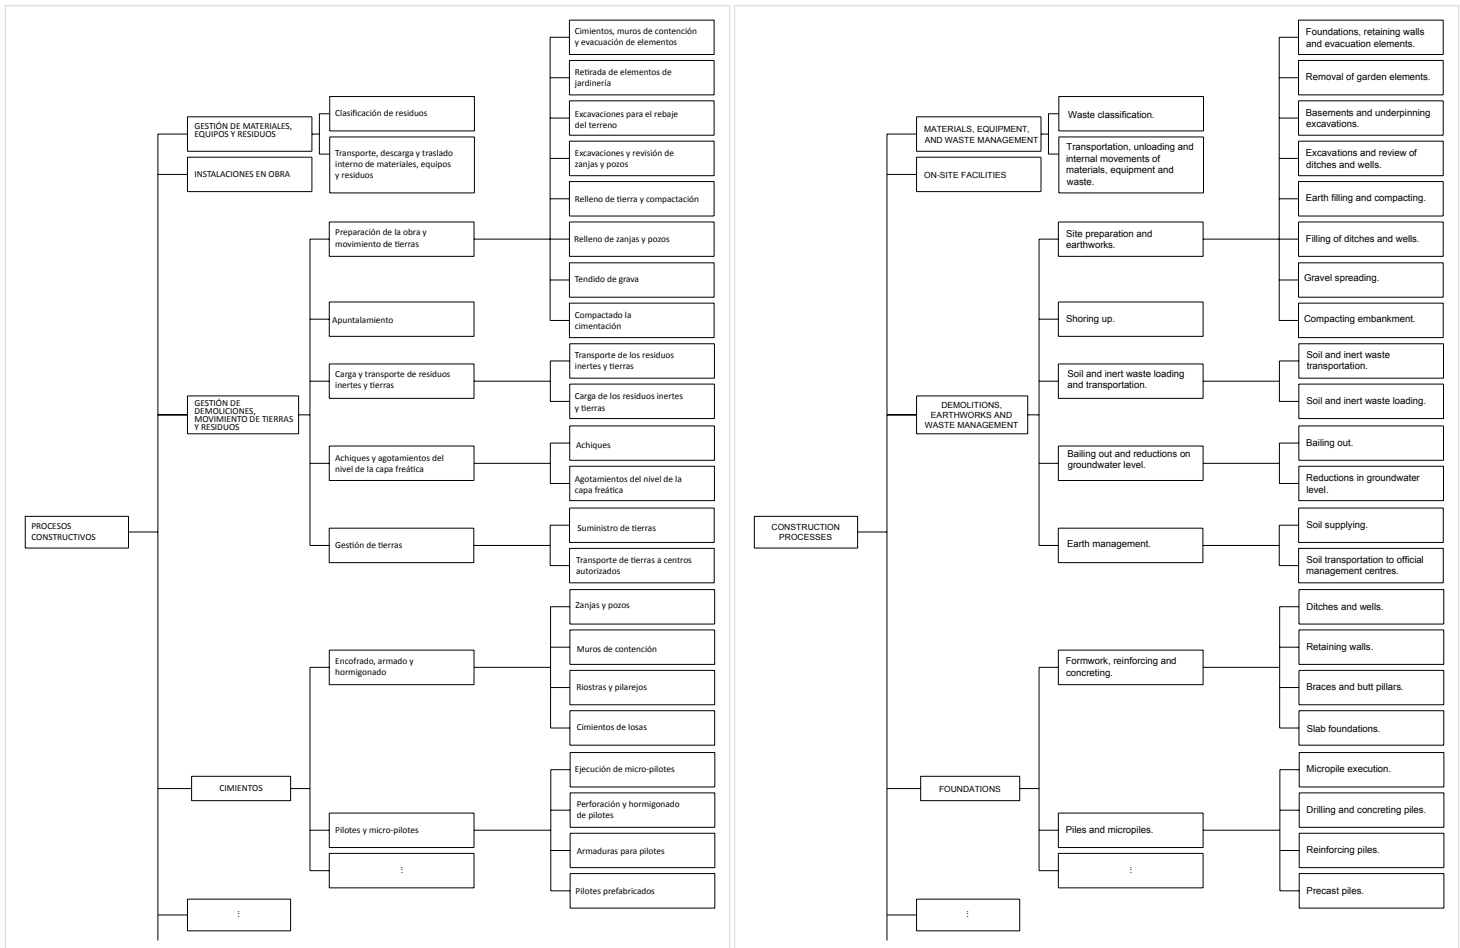 PROCESOS
CONSTRUCTIVOS
GESTIÓN DE MATERIALES,
EQUIPOS Y RESIDUOS
Clasificación de residuos
Transporte, descarga y traslado
interno de materiales, equipos
y residuos
INSTALACIONES EN OBRA
GESTIÓN DE
DEMOLICIONES,
MOVIMIENTO DE TIERRAS
Y RESIDUOS
Preparación de la obra y
movimiento de tierras
Cimientos, muros de contención
y evacuación de elementos
Retirada de elementos de
jardinería
Excavaciones para el rebaje
del terreno
Excavaciones y revisión de
zanjas y pozos
Relleno de tierra y compactación
Relleno de zanjas y pozos
Tendido de grava
Compactado la
cimentación
Apuntalamiento
Carga y transporte de residuos
inertes y tierras
Transporte de los residuos
inertes y tierras
Carga de los residuos inertes
y tierras
Achiques y agotamientos del
nivel de la capa freática
Achiques
Agotamientos del nivel de la
capa freática
Gestión de tierras
Suministro de tierras
Transporte de tierras a centros
autorizados
CIMIENTOS
Encofrado, armado y
hormigonado
Zanjas y pozos
Muros de contención
Riostras y pilarejos
Cimientos de losas
Pilotes y micro-pilotes
Ejecución de micro-pilotes
Perforación y hormigonado
de pilotes
Armaduras para pilotes
Pilotes prefabricados
⋮
⋮
CONSTRUCTION
PROCESSES
MATERIALS, EQUIPMENT,
AND WASTE MANAGEMENT
Waste classification.
Transportation, unloading and
internal movements of
materials, equipment and
waste.
ON-SITE FACILITIES
DEMOLITIONS,
EARTHWORKS AND
WASTE MANAGEMENT
Site preparation and
earthworks.
Foundations, retaining walls
and evacuation elements.
Removal of garden elements.
Basements and underpinning
excavations.
Excavations and review of
ditches and wells.
Earth filling and compacting.
Filling of ditches and wells.
Gravel spreading.
Compacting embankment.
Shoring up.
Soil and inert waste loading
and transportation.
Soil and inert waste
transportation.
Soil and inert waste loading.
Bailing out and reductions on
groundwater level.
Bailing out.
Reductions in groundwater
level.
Earth management.
Soil supplying.
Soil transportation to official
management centres.
FOUNDATIONS
Formwork, reinforcing and
concreting.
Ditches and wells.
Retaining walls.
Braces and butt pillars.
Slab foundations.
Piles and micropiles.
Micropile execution.
Drilling and concreting piles.
Reinforcing piles.
Precast piles.
⋮
⋮